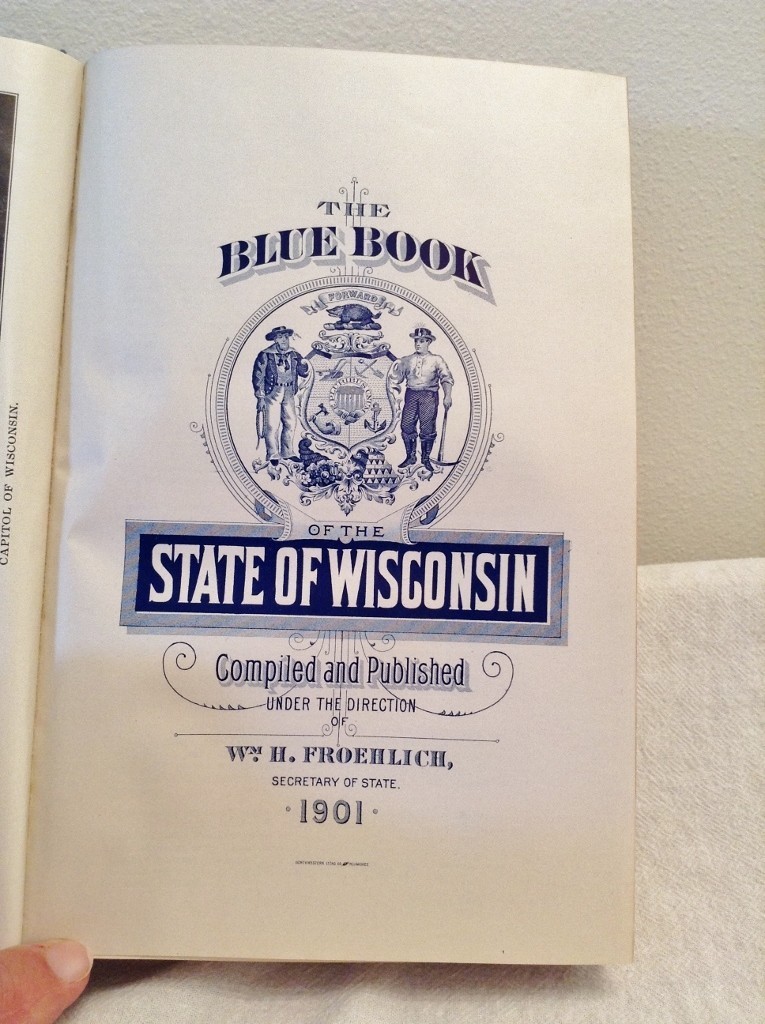 CAPITOL OF WISCONSIN.
THE
BLUE BOOK
FORWARD
OF THE
STATE OF WISCONSIN
Compiled and Published
UNDER THE DIRECTION
OF
WM H. FROEHLICH,
SECRETARY OF STATE.
1901